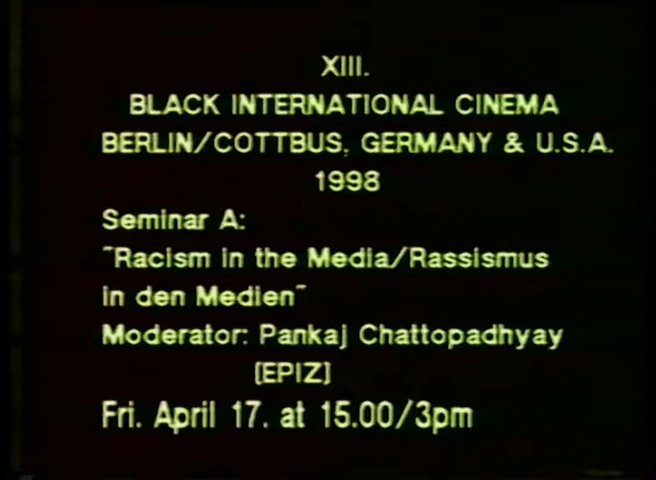 XIII.
BLACK INTERNATIONAL CINEMA
BERLIN/COTTBUS, GERMANY & U.S.A.
1998
Seminar A:
"Racism in the Media/Rassismus
in den Medien"
Moderator: Pankaj Chattopadhyay
(EPIZ)
Fri. April 17. at 15.00/3pm